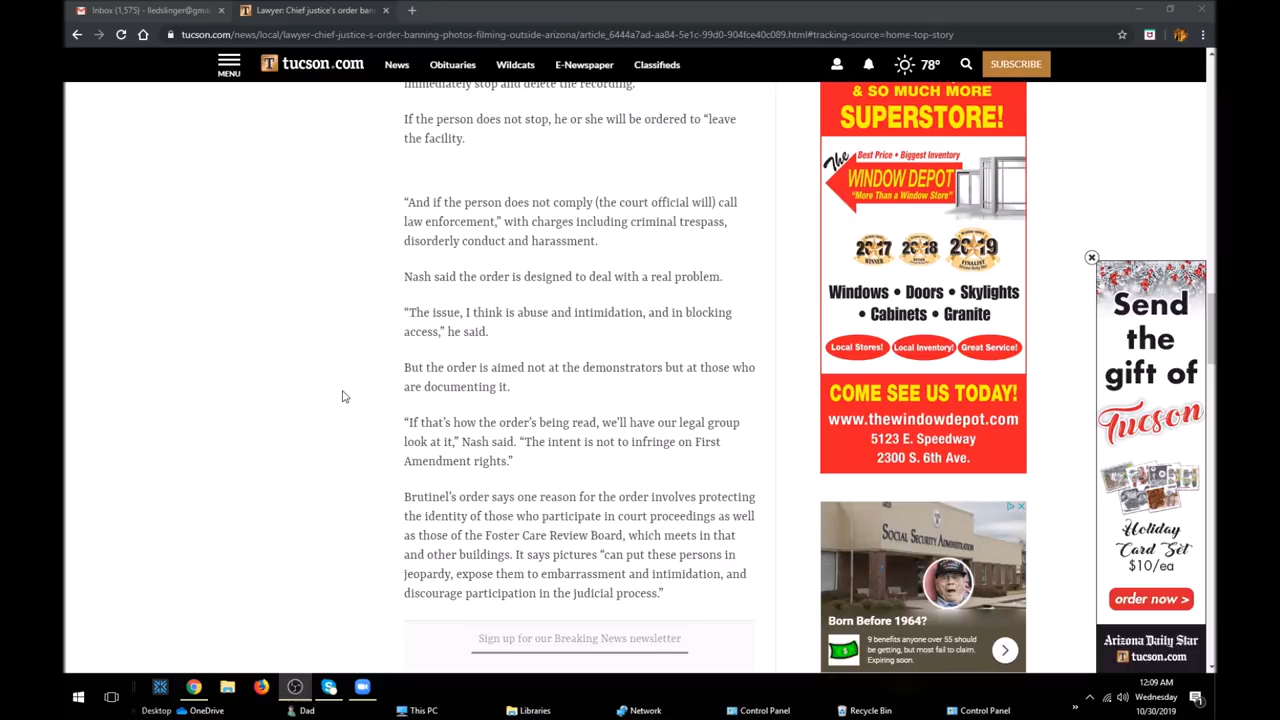 Inbox (1,575) - lledslinger@gma
Lawyer: Chief justice's order ban
tucson.com/news/local/lawyer-chief-justice-s-order-banning-photos-filming-outside-arizona/article_6444a7ad-aa84-5e1c-99d0-904fce40c089.html#tracking-source=home-top-story
MENU
T tucson.com
News
Obituaries
Wildcats
E-Newspaper
Classifieds
78°
SUBSCRIBE
immediately stop and delete the recording.
If the person does not stop, he or she will be ordered to “leave
the facility.
“And if the person does not comply (the court official will) call
law enforcement,” with charges including criminal trespass,
disorderly conduct and harassment.
Nash said the order is designed to deal with a real problem.
“The issue, I think is abuse and intimidation, and in blocking
access,” he said.
But the order is aimed not at the demonstrators but at those who
are documenting it.
“If that’s how the order’s being read, we’ll have our legal group
look at it,” Nash said. “The intent is not to infringe on First
Amendment rights.”
Brutinel’s order says one reason for the order involves protecting
the identity of those who participate in court proceedings as well
as those of the Foster Care Review Board, which meets in that
and other buildings. It says pictures “can put these persons in
jeopardy, expose them to embarrassment and intimidation, and
discourage participation in the judicial process.”
Sign up for our Breaking News newsletter
& SO MUCH MORE
SUPERSTORE!
The
Best Price • Biggest Inventory
WINDOW DEPOT
"More Than a Window Store"
2017
WINNER
2018
WINNER
2019
FINALIST
Windows • Doors • Skylights
• Cabinets • Granite
Local Stores!
Local Inventory!
Great Service!
COME SEE US TODAY!
www.thewindowdepot.com
5123 E. Speedway
2300 S. 6th Ave.
SOCIAL SECURITY ADMINISTRATION
Born Before 1964?
9 benefits anyone over 55 should
be getting, but most fail to claim.
Expiring soon.
Send
the
gift of
Tucson
Holiday
Card Set
$10/ea
order now >
Arizona Daily Star
T tucson.com
12:09 AM
Wednesday
10/30/2019
Desktop
OneDrive
Dad
This PC
Libraries
Network
Control Panel
Recycle Bin
Control Panel